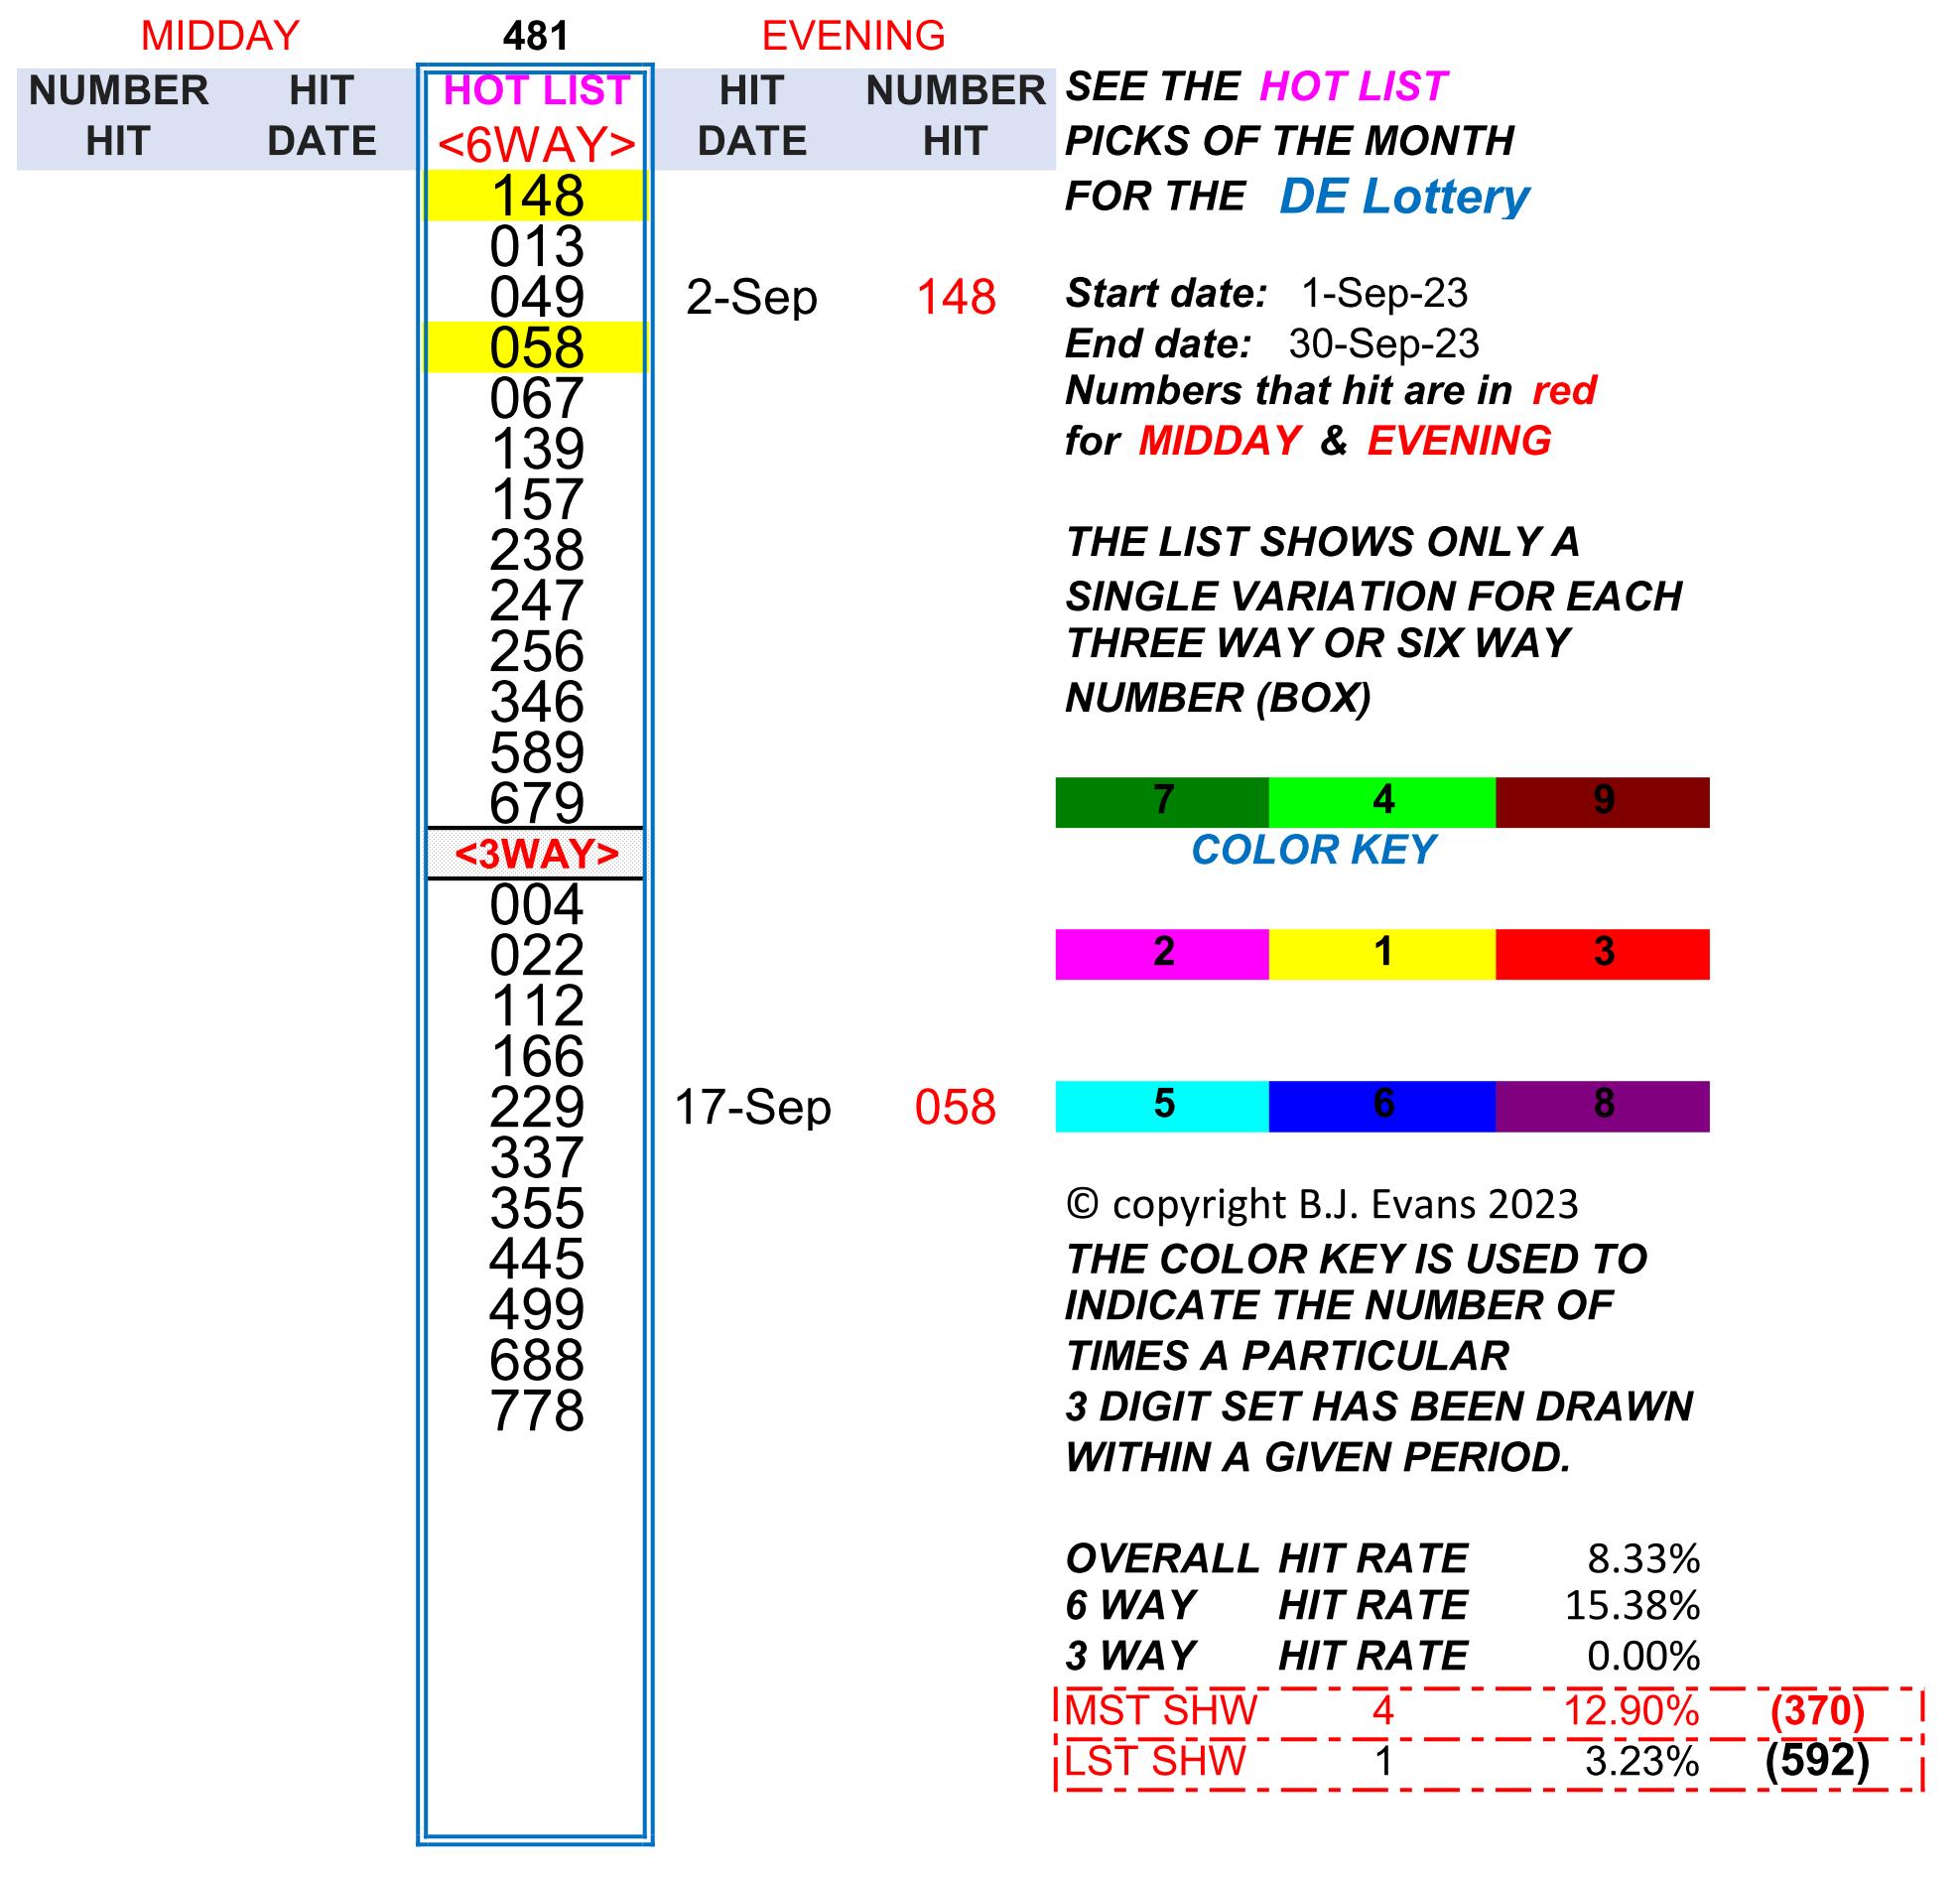 MIDDAY 481 EVENING
NUMBER HIT HOT LIST HIT NUMBER
HIT DATE <6WAY> DATE HIT
148
013
049 2-Sep 148
058
067
139
157
238
247
256
346
589
679
<3WAY>
004
022
112
166
229 17-Sep 058
337
355
445
499
688
778
SEE THE HOT LIST
PICKS OF THE MONTH
FOR THE DE Lottery
Start date: 1-Sep-23
End date: 30-Sep-23
Numbers that hit are in red
for MIDDAY & EVENING
THE LIST SHOWS ONLY A
SINGLE VARIATION FOR EACH
THREE WAY OR SIX WAY
NUMBER (BOX)
7 4 9
COLOR KEY
2 1 3
5 6 8
© copyright B.J. Evans 2023
THE COLOR KEY IS USED TO
INDICATE THE NUMBER OF
TIMES A PARTICULAR
3 DIGIT SET HAS BEEN DRAWN
WITHIN A GIVEN PERIOD.
OVERALL HIT RATE 8.33%
6 WAY HIT RATE 15.38%
3 WAY HIT RATE 0.00%
MST SHW 4 12.90% (370)
LST SHW 1 3.23% (592)